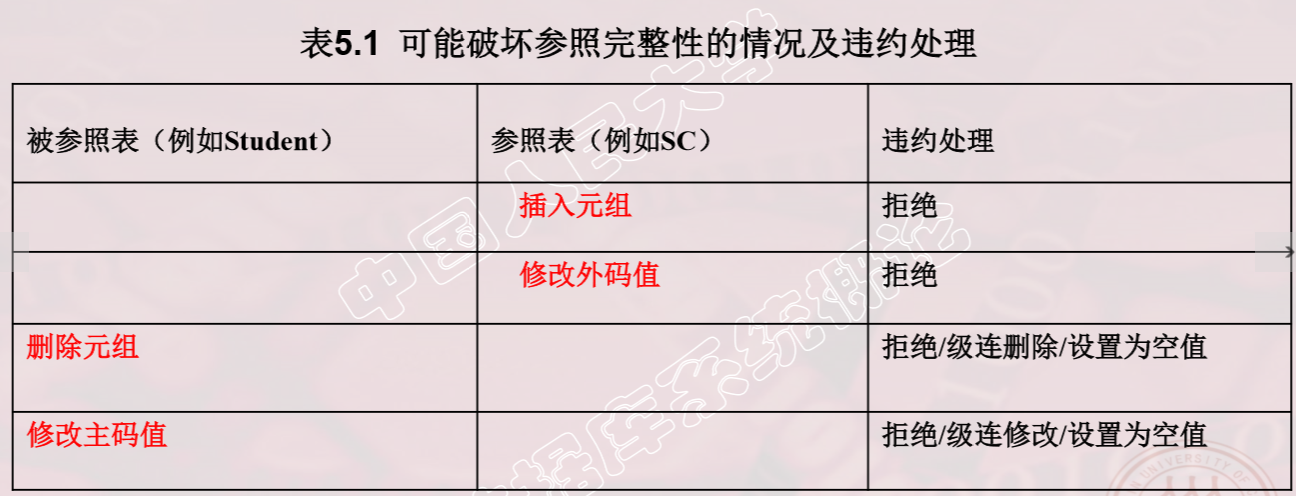 表5.1 可能破坏参照完整性的情况及违约处理
被参照表（例如Student） 参照表（例如SC） 违约处理
插入元组 拒绝
修改外码值 拒绝
删除元组 拒绝/级连删除/设置为空值
修改主码值 拒绝/级连修改/设置为空值
中国人民大学
数据库系统概论
UNIVERSITY OF